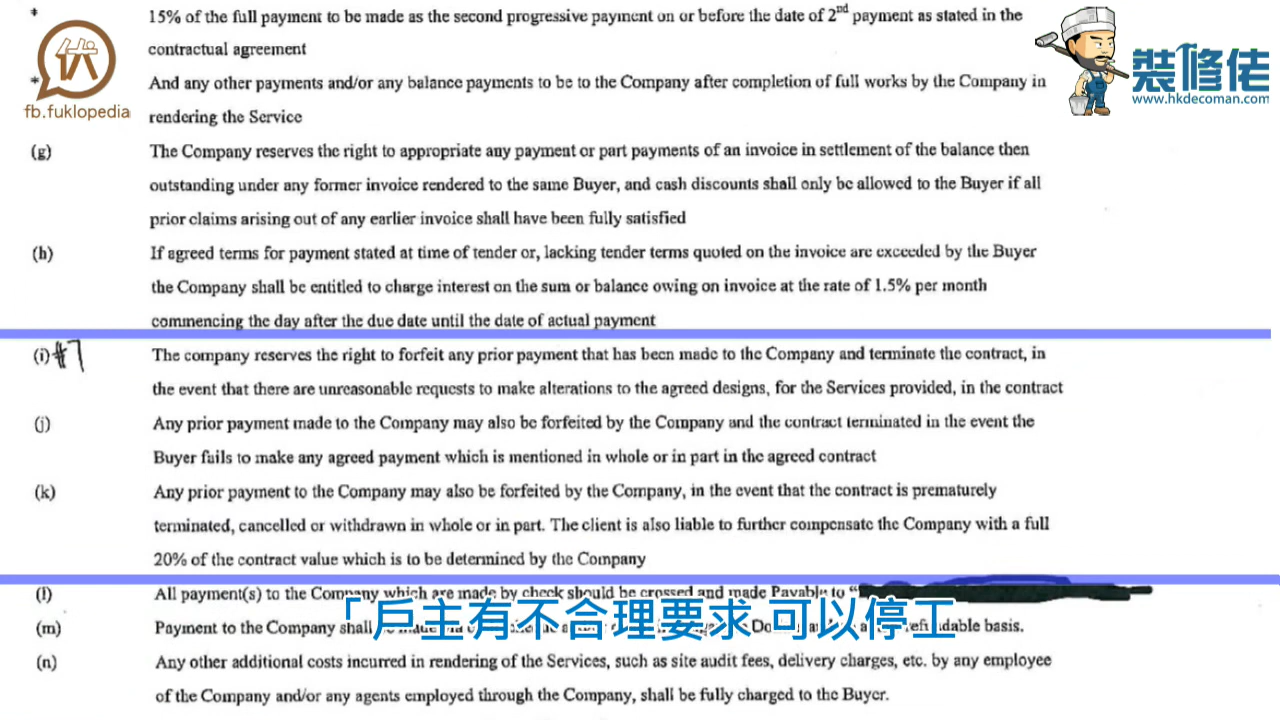 * 15% of the full payment to be made as the second progressive payment on or before the date of 2nd payment as stated in the
contractual agreement
* And any other payments and/or any balance payments to be to the Company after completion of full works by the Company in
rendering the Service
伏
fb.fuklopedia
裝修佬
www.hkdecoman.com
(g) The Company reserves the right to appropriate any payment or part payments of an invoice in settlement of the balance then
outstanding under any former invoice rendered to the same Buyer, and cash discounts shall only be allowed to the Buyer if all
prior claims arising out of any earlier invoice shall have been fully satisfied
(h) If agreed terms for payment stated at time of tender or, lacking tender terms quoted on the invoice are exceeded by the Buyer
the Company shall be entitled to charge interest on the sum or balance owing on invoice at the rate of 1.5% per month
commencing the day after the due date until the date of actual payment
(i) #7 The company reserves the right to forfeit any prior payment that has been made to the Company and terminate the contract, in
the event that there are unreasonable requests to make alterations to the agreed designs, for the Services provided, in the contract
(j) Any prior payment made to the Company may also be forfeited by the Company and the contract terminated in the event the
Buyer fails to make any agreed payment which is mentioned in whole or in part in the agreed contract
(k) Any prior payment to the Company may also be forfeited by the Company, in the event that the contract is prematurely
terminated, cancelled or withdrawn in whole or in part. The client is also liable to further compensate the Company with a full
20% of the contract value which is to be determined by the Company
(l) All payment(s) to the Company which are made by check should be crossed and made Payable to "
「戶主有不合理要求 可以停工
(m) Payment to the Company shall basis.
(n) Any other additional costs incurred in rendering of the Services, such as site audit fees, delivery charges, etc. by any employee
of the Company and/or any agents employed through the Company, shall be fully charged to the Buyer.